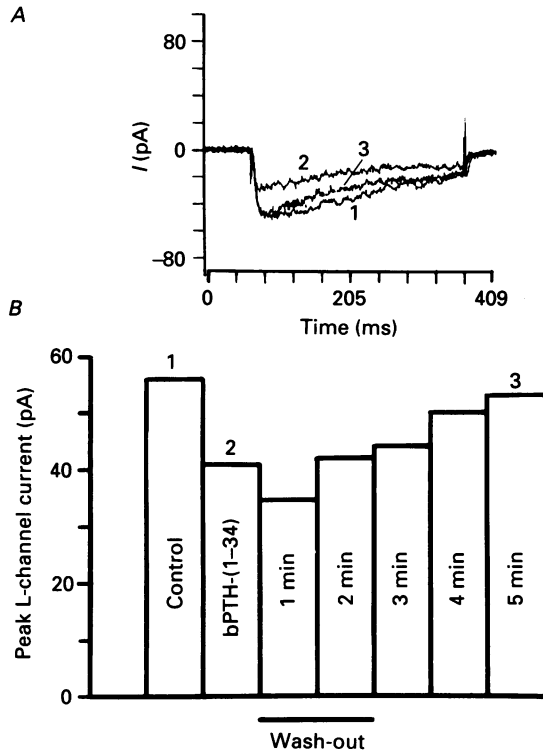 A
80
0
−80
I (pA)
2
3
1
0
205
409
Time (ms)
B
60
40
20
0
Peak L-channel current (pA)
1
2
3
Control
bPTH-(1–34)
1 min
2 min
3 min
4 min
5 min
Wash-out